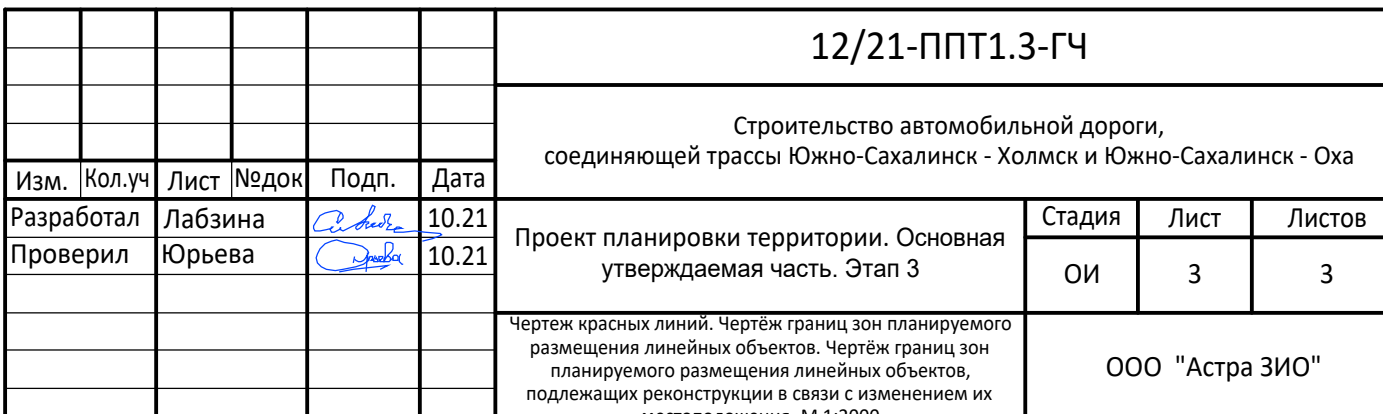 12/21-ППТ1.3-ГЧ
Строительство автомобильной дороги,
соединяющей трассы Южно-Сахалинск - Холмск и Южно-Сахалинск - Оха
Изм. Кол.уч Лист №док Подп. Дата
Разработал Лабзина 10.21
Проверил Юрьева 10.21
Проект планировки территории. Основная
утверждаемая часть. Этап 3
Стадия Лист Листов
ОИ 3 3
Чертеж красных линий. Чертёж границ зон планируемого
размещения линейных объектов. Чертёж границ зон
планируемого размещения линейных объектов,
подлежащих реконструкции в связи с изменением их
ООО "Астра ЗИО"